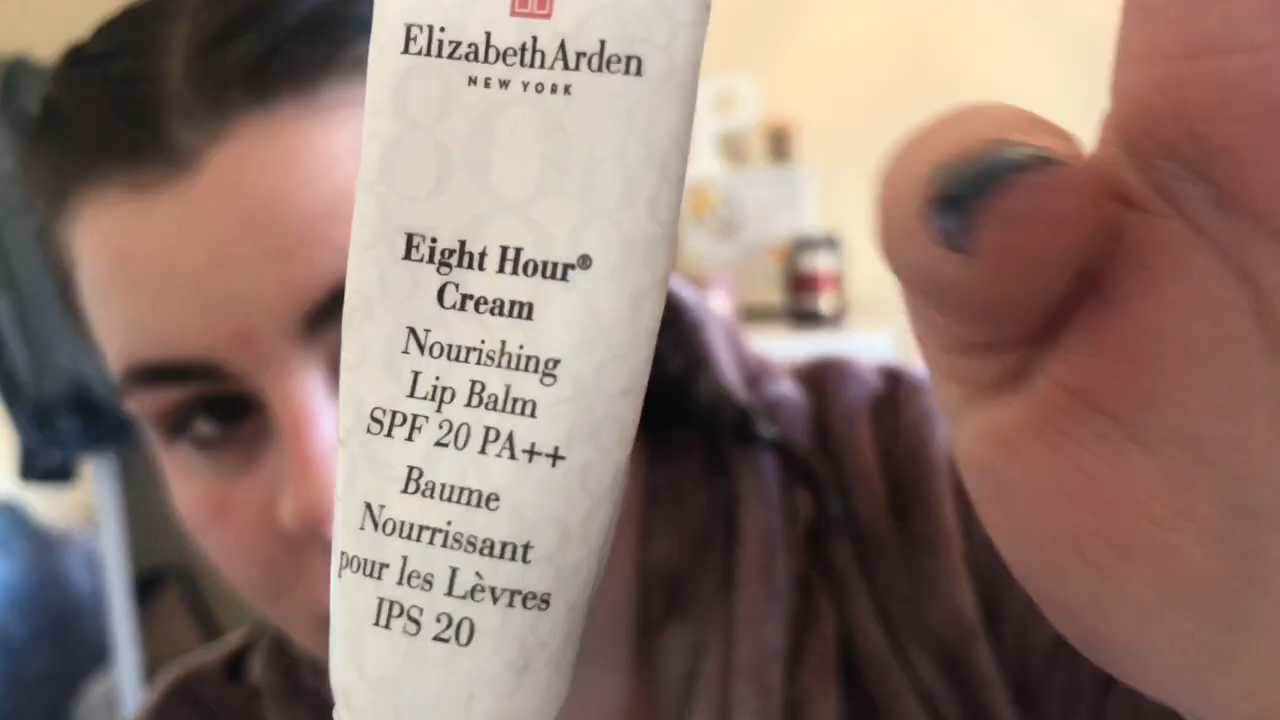 ElizabethArden
NEW YORK
Eight Hour®
Cream
Nourishing
Lip Balm
SPF 20 PA++
Baume
Nourrissant
pour les Lèvres
IPS 20